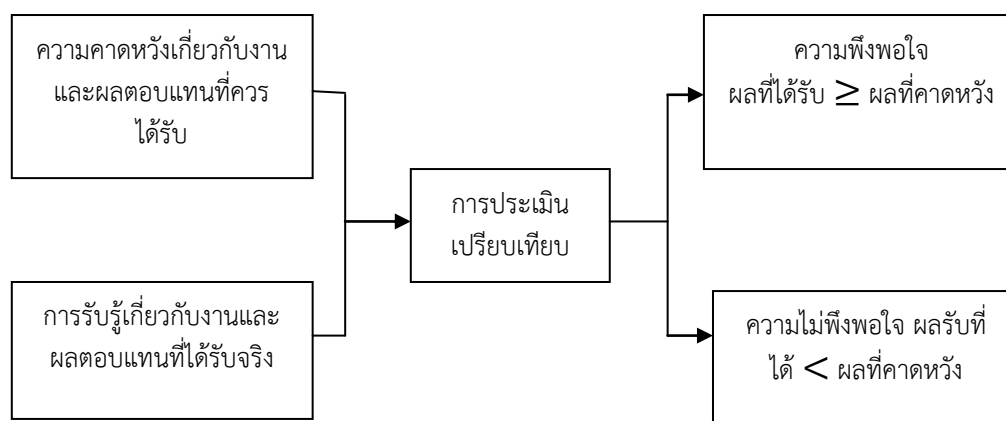 ความคาดหวังเกี่ยวกับงาน
และผลตอบแทนที่ควร
ได้รับ
การรับรู้เกี่ยวกับงานและ
ผลตอบแทนที่ได้รับจริง
การประเมิน
เปรียบเทียบ
ความพึงพอใจ
ผลที่ได้รับ ≥ ผลที่คาดหวัง
ความไม่พึงพอใจ ผลรับที่
ได้ < ผลที่คาดหวัง